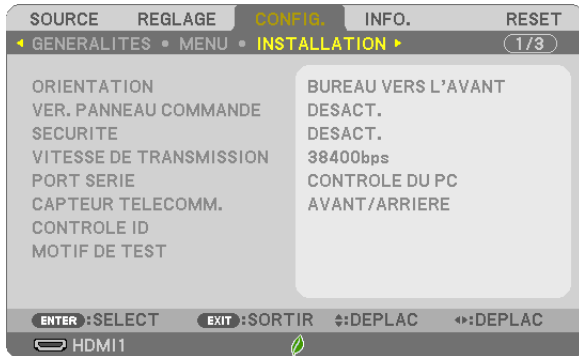 SOURCE REGLAGE CONFIG. INFO. RESET
GENERALITES • MENU • INSTALLATION 1/3
ORIENTATION BUREAU VERS L'AVANT
VER. PANNEAU COMMANDE DESACT.
SECURITE DESACT.
VITESSE DE TRANSMISSION 38400bps
PORT SERIE CONTROLE DU PC
CAPTEUR TELECOMM. AVANT/ARRIERE
CONTROLE ID
MOTIF DE TEST
ENTER :SELECT EXIT :SORTIR :DEPLAC :DEPLAC
HDMI1